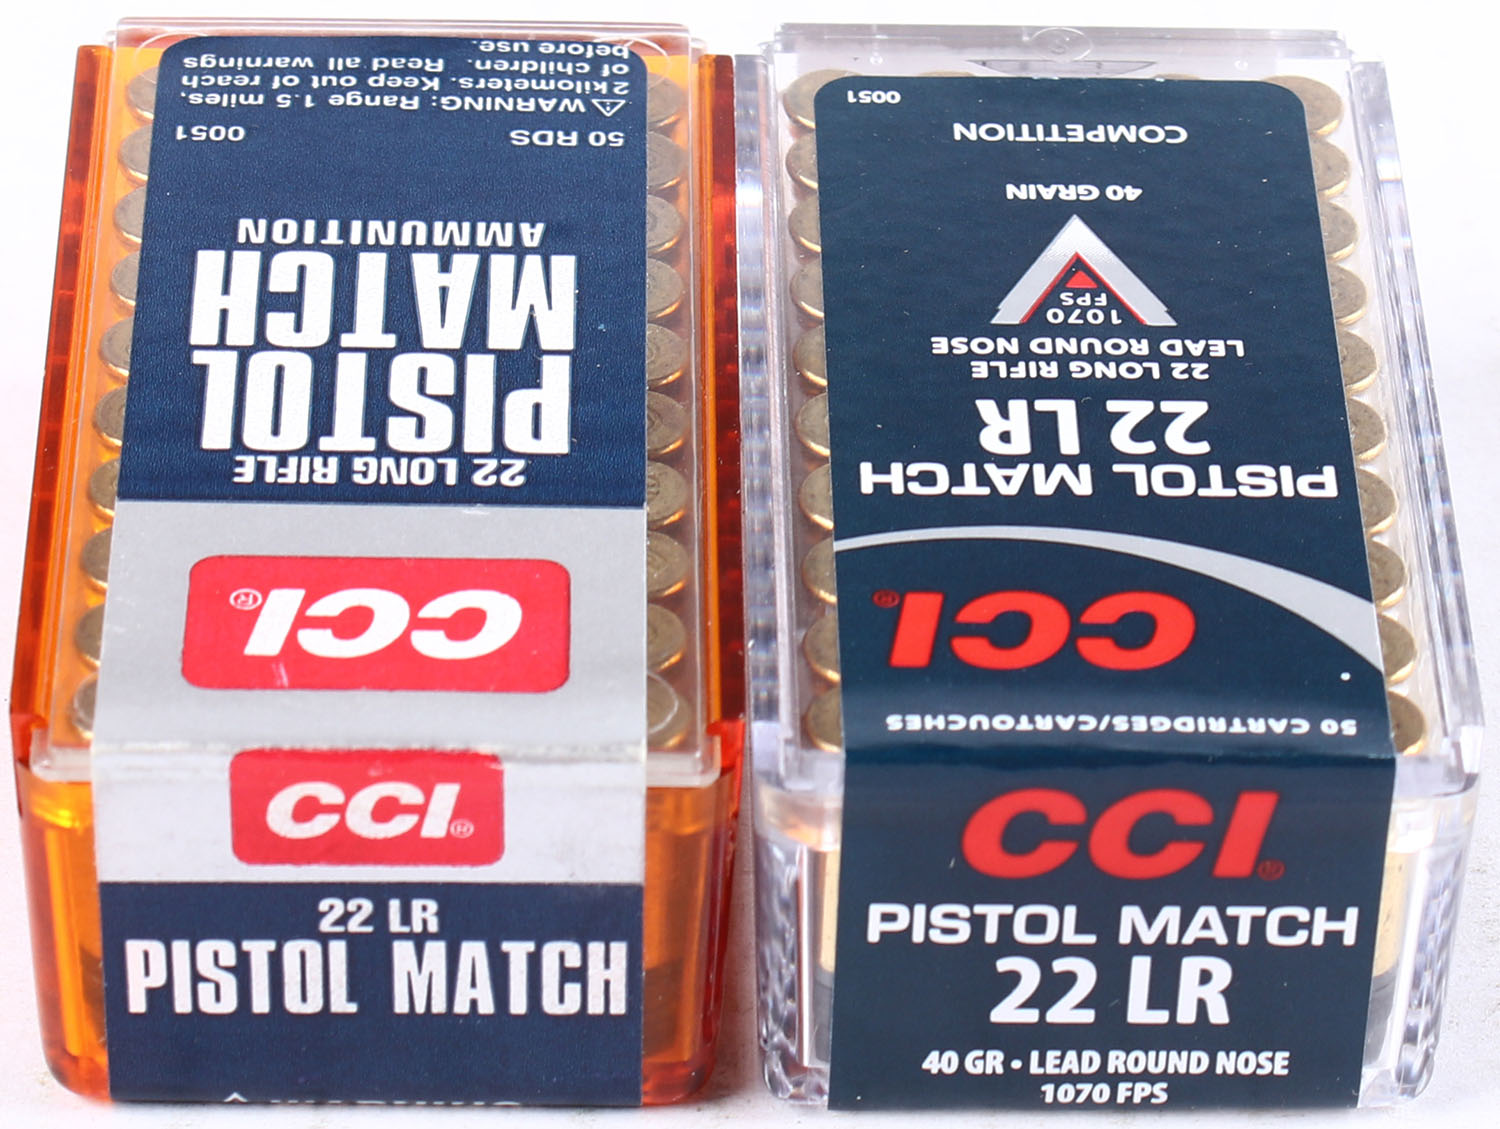 CCI®
22 LONG RIFLE
PISTOL
MATCH
AMMUNITION
50 RDS 0051
⚠WARNING: Range 1.5 miles,
2 kilometers. Keep out of reach
of children. Read all warnings
before use.
CCI®
22 LR
PISTOL MATCH
50 CARTRIDGES/CARTOUCHES
CCI®
PISTOL MATCH
22 LR
22 LONG RIFLE
LEAD ROUND NOSE
1070
FPS
40 GRAIN
COMPETITION
0051
CCI®
PISTOL MATCH
22 LR
40 GR • LEAD ROUND NOSE
1070 FPS